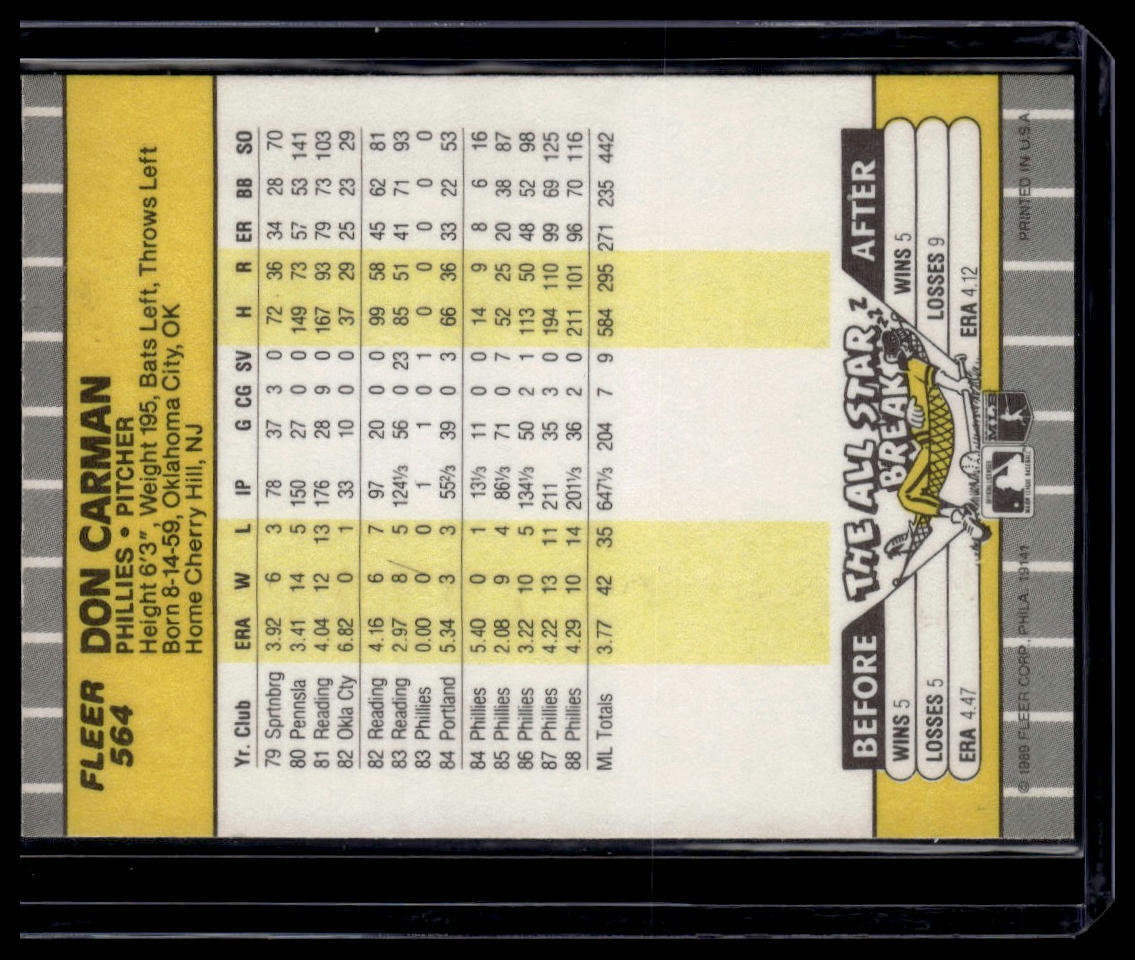 FLEER DON CARMAN
564 PHILLIES • PITCHER
Height 6'3", Weight 195, Bats Left, Throws Left
Born 8-14-59, Oklahoma City, OK
Home Cherry Hill, NJ
Yr. Club ERA W L IP G CG SV H R ER BB SO
79 Sprtnbrg 3.92 6 3 78 37 3 0 72 36 34 28 70
80 Pennsla 3.41 14 5 150 27 0 0 149 73 57 53 141
81 Reading 4.04 12 13 176 28 9 0 167 93 79 73 103
82 Okla Cty 6.82 0 1 33 10 0 0 37 29 25 23 29
82 Reading 4.16 6 7 97 20 0 0 99 58 45 62 81
83 Reading 2.97 8 5 124⅓ 56 0 23 85 51 41 71 93
83 Phillies 0.00 0 0 1 1 0 1 0 0 0 0 0
84 Portland 5.34 3 3 55⅔ 39 0 3 66 36 33 22 53
84 Phillies 5.40 0 1 13⅓ 11 0 0 14 9 8 6 16
85 Phillies 2.08 9 4 86⅓ 71 0 7 52 25 20 38 87
86 Phillies 3.22 10 5 134⅓ 50 2 1 113 50 48 52 98
87 Phillies 4.22 13 11 211 35 3 0 194 110 99 69 125
88 Phillies 4.29 10 14 201⅓ 36 2 0 211 101 96 70 116
ML Totals 3.77 42 35 647⅓ 204 7 9 584 295 271 235 442
BEFORE THE ALL STAR BREAK AFTER
ZZZZ
WINS 5 WINS 5
LOSSES 5 LOSSES 9
ERA 4.47 ERA 4.12
MLB
© 1989 FLEER CORP., PHILA. 19141 PRINTED IN U.S.A.